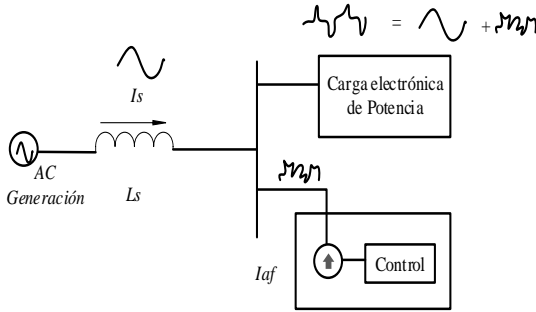 = +
Is
Carga electrónica
de Potencia
AC
Generación
Ls
Iaf
Control